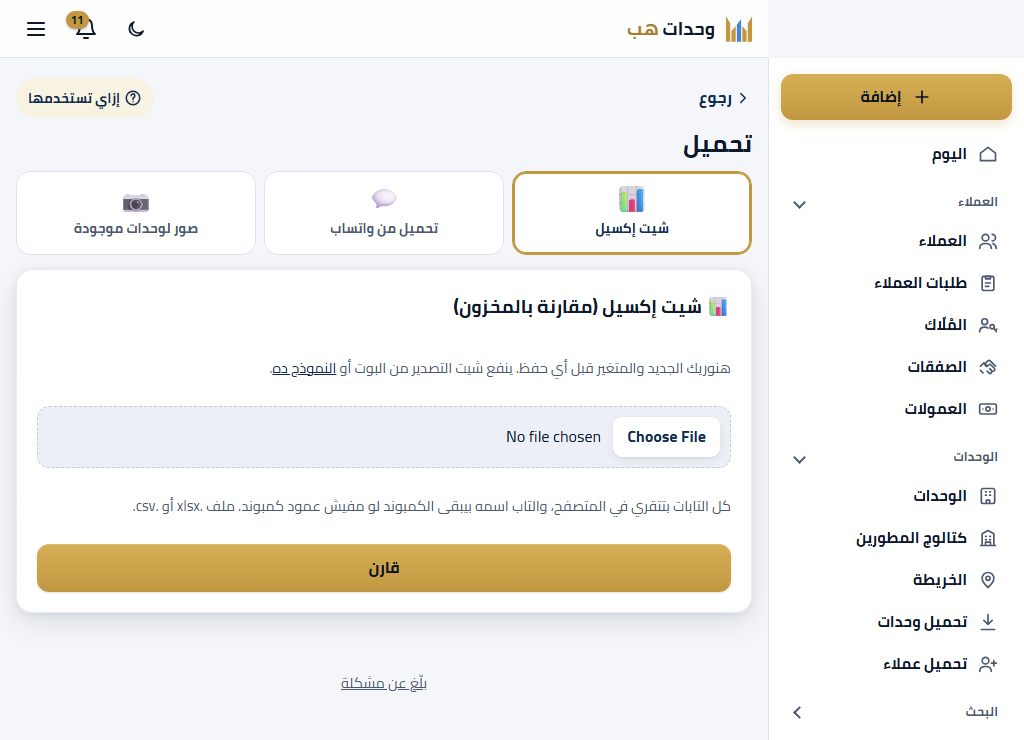 وحدات هب
11
إضافة
اليوم
العملاء
العملاء
طلبات العملاء
المُلّاك
الصفقات
العمولات
الوحدات
الوحدات
كتالوج المطورين
الخريطة
تحميل وحدات
تحميل عملاء
البحث
رجوع
إزاي تستخدمها
تحميل
شيت إكسيل
تحميل من واتساب
صور لوحدات موجودة
شيت إكسيل (مقارنة بالمخزون)
هنوريك الجديد والمتغير قبل أي حفظ. ينفع شيت التصدير من البوت أو النموذج ده.
Choose File No file chosen
كل التابات بتتقري في المتصفح، والتاب اسمه بيبقى الكمبوند لو مفيش عمود كمبوند. ملف .xlsx أو .csv.
قارن
بلّغ عن مشكلة